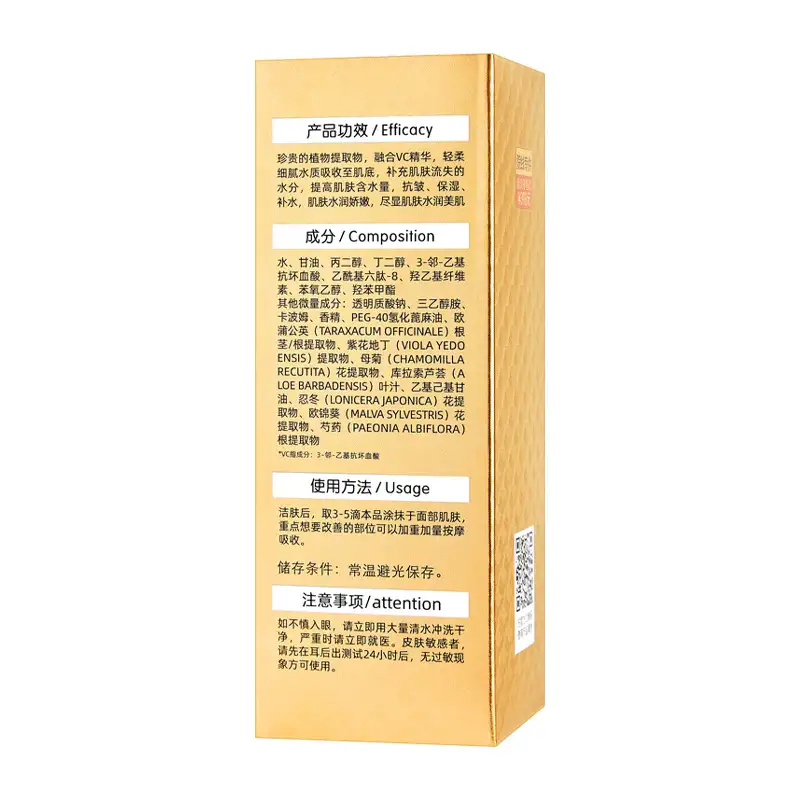 产品功效 / Efficacy
珍贵的植物提取物，融合VC精华，轻柔
细腻水质吸收至肌底，补充肌肤流失的
水分，提高肌肤含水量，抗皱、保湿、
补水，肌肤水润娇嫩，尽显肌肤水润美肌
成分 / Composition
水、甘油、丙二醇、丁二醇、3-邻-乙基
抗坏血酸、乙酰基六肽-8、羟乙基纤维
素、苯氧乙醇、羟苯甲酯
其他微量成分：透明质酸钠、三乙醇胺、
卡波姆、香精、PEG-40氢化蓖麻油、欧
蒲公英（TARAXACUM OFFICINALE）根
茎/根提取物、紫花地丁（VIOLA YEDO
ENSIS）提取物、母菊（CHAMOMILLA
RECUTITA）花提取物、库拉索芦荟（A
LOE BARBADENSIS）叶汁、乙基己基甘
油、忍冬（LONICERA JAPONICA）花提
取物、欧锦葵（MALVA SYLVESTRIS）花
提取物、芍药（PAEONIA ALBIFLORA）
根提取物
*VC指成分：3-邻-乙基抗坏血酸
使用方法 / Usage
洁肤后，取3-5滴本品涂抹于面部肌肤，
重点想要改善的部位可以加重加量按摩
吸收。
储存条件：常温避光保存。
注意事项/attention
如不慎入眼，请立即用大量清水冲洗干
净，严重时请立即就医。皮肤敏感者，
请先在耳后出测试24小时后，无过敏现
象方可使用。